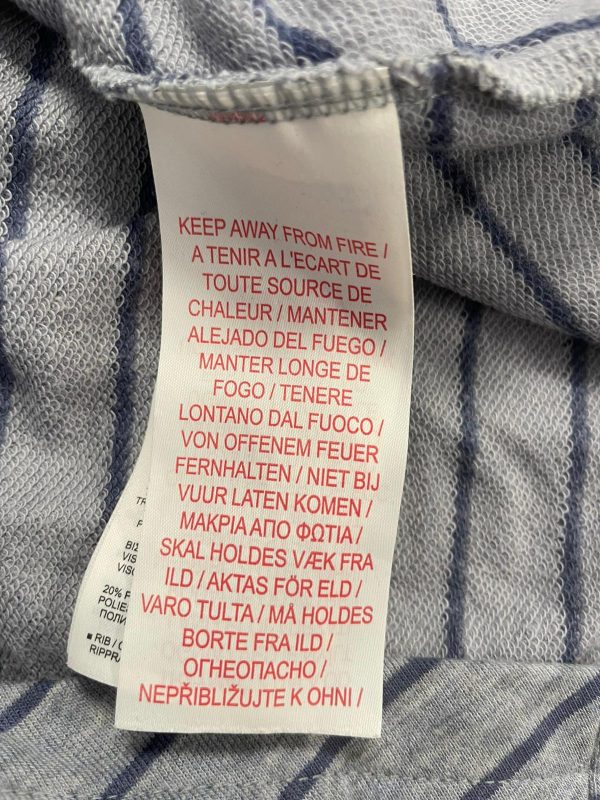 KEEP AWAY FROM FIRE /
A TENIR A L'ECART DE
TOUTE SOURCE DE
CHALEUR / MANTENER
ALEJADO DEL FUEGO /
MANTER LONGE DE
FOGO / TENERE
LONTANO DAL FUOCO /
VON OFFENEM FEUER
FERNHALTEN / NIET BIJ
VUUR LATEN KOMEN /
ΜΑΚΡΙΑ ΑΠΟ ΦΩΤΙΑ /
SKAL HOLDES VÆK FRA
ILD / AKTAS FÖR ELD /
VARO TULTA / MÅ HOLDES
BORTE FRA ILD /
ОГНЕОПАСНО /
NEPŘIBLIŽUJTE K OHNI /
20%
■ RIB /